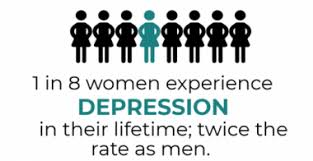 1 in 8 women experience
DEPRESSION
in their lifetime; twice the
rate as men.